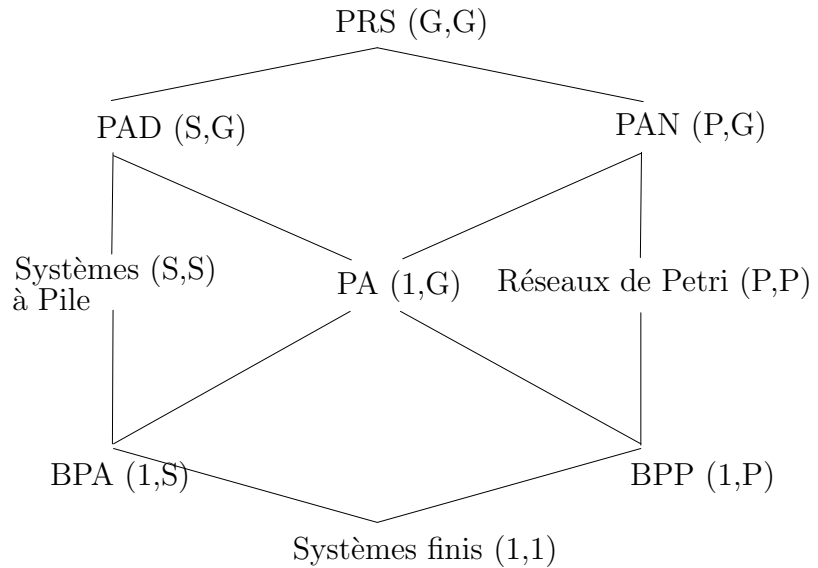 PRS (G,G)
PAD (S,G)
PAN (P,G)
Systèmes (S,S)
à Pile
PA (1,G)
Réseaux de Petri (P,P)
BPA (1,S)
BPP (1,P)
Systèmes finis (1,1)